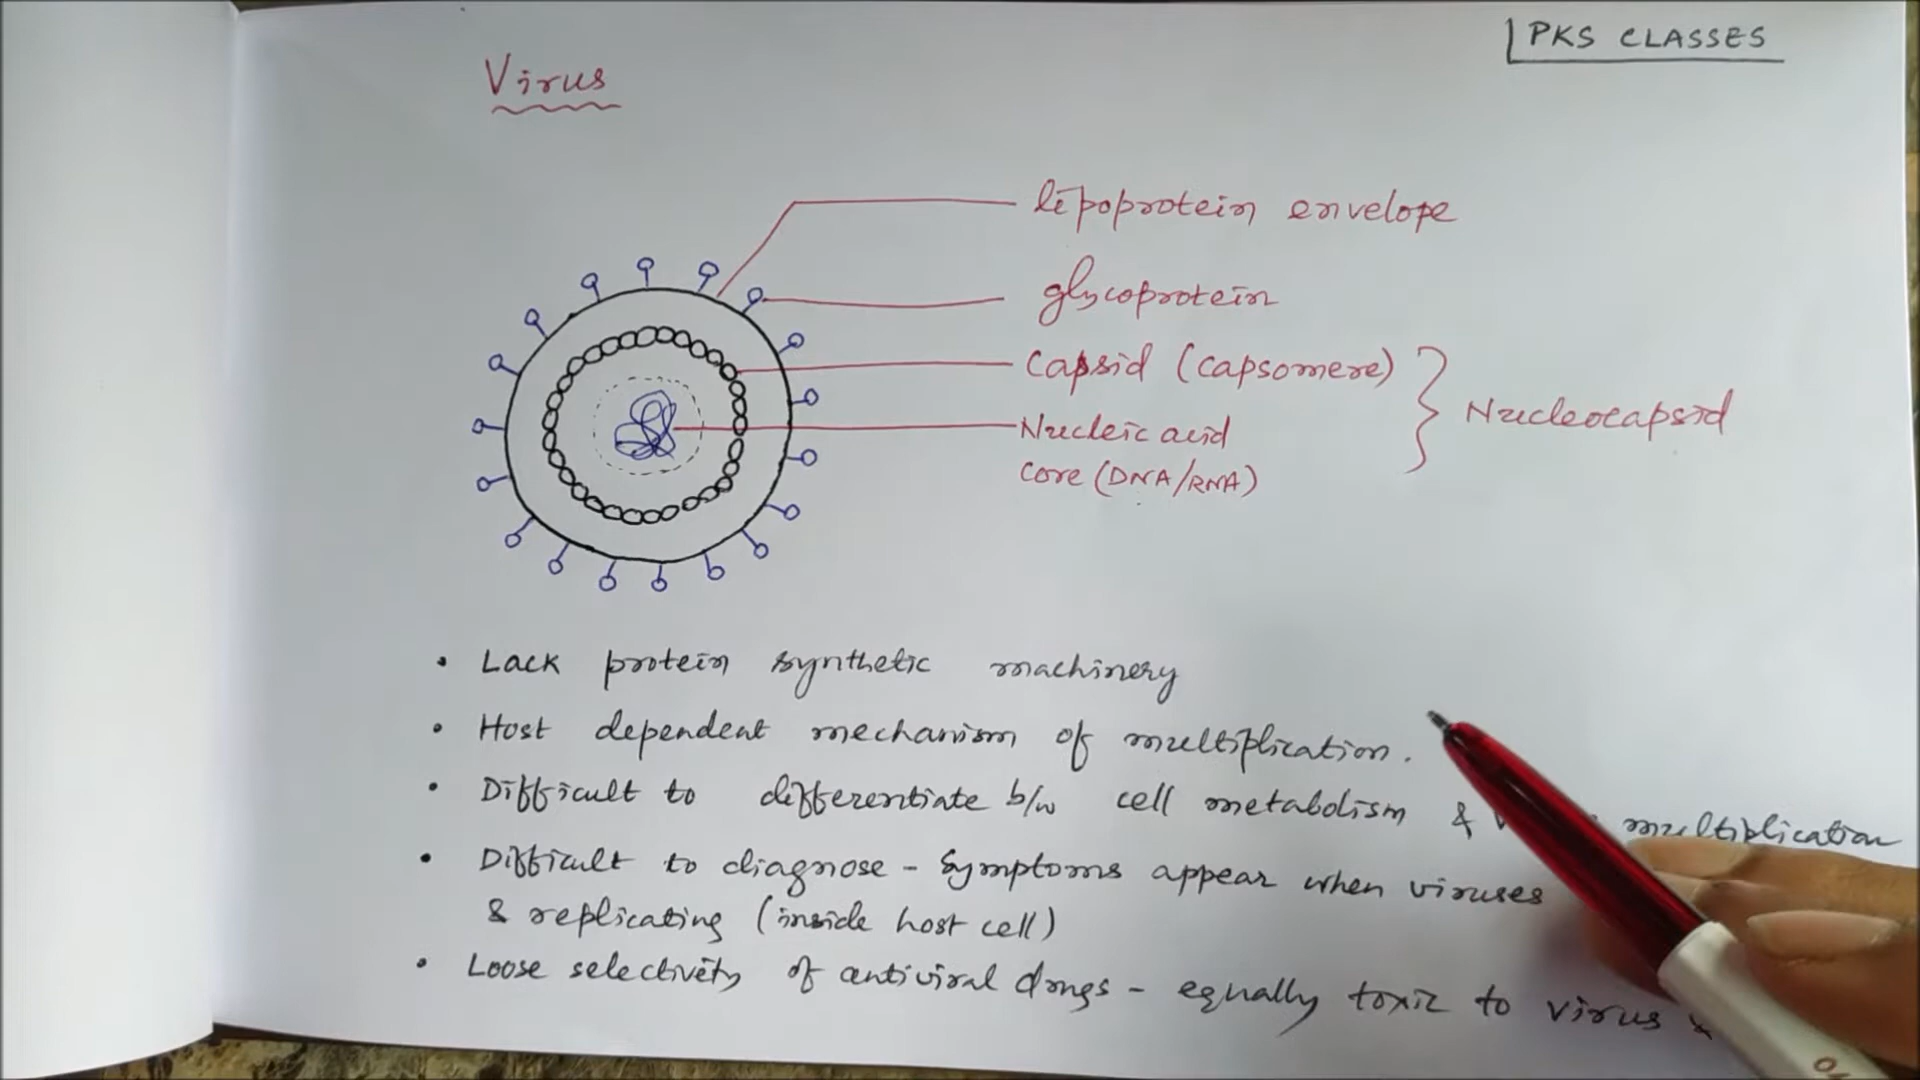 PKS CLASSES
Virus
lipoprotein envelope
glycoprotein
Capsid (capsomere)
Nucleic acid
core (DNA/RNA)
Nucleocapsid
• Lack protein synthetic machinery
• Host dependent mechanism of multiplication.
• Difficult to differentiate b/w cell metabolism & multiplication
• Difficult to diagnose - Symptoms appear when viruses
& replicating (inside host cell)
• Loose selectivity of antiviral drugs - equally toxic to virus